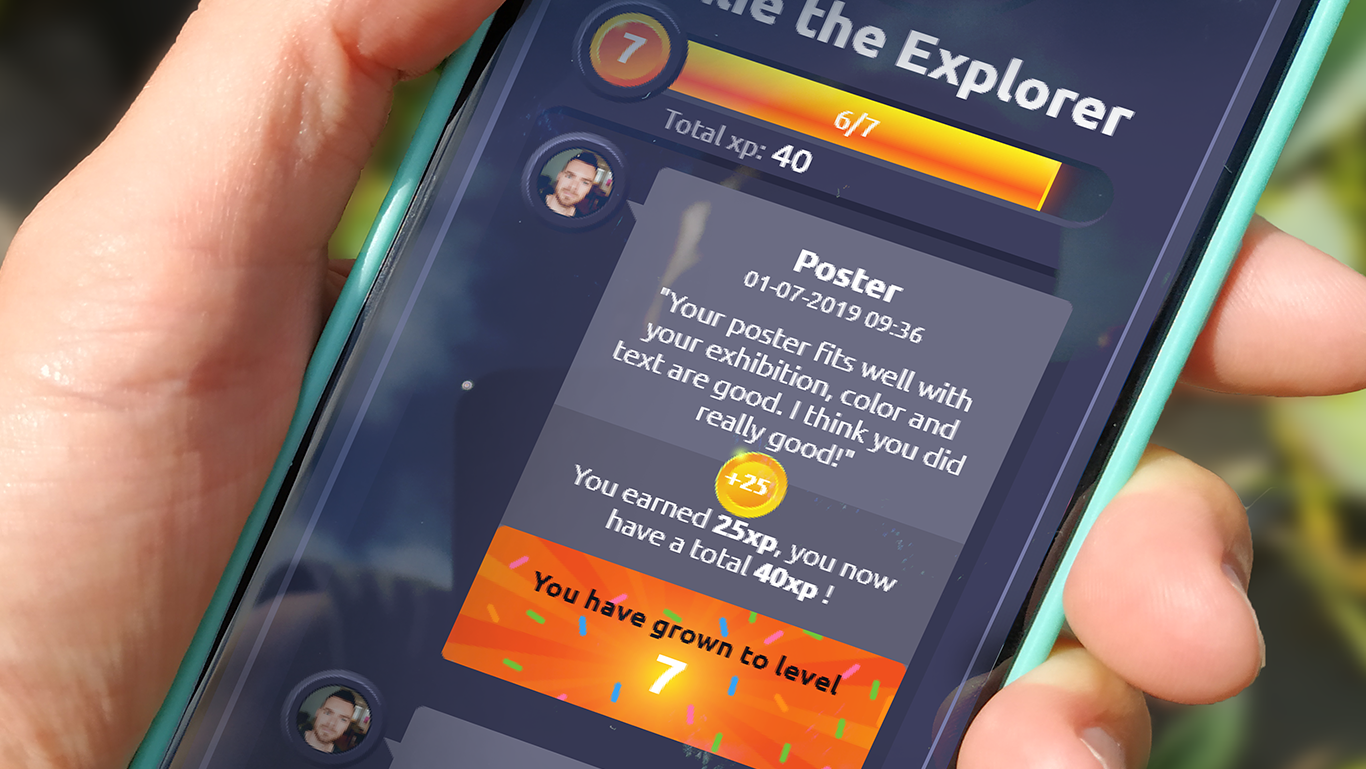 the Explorer
7
6/7
Total xp: 40
Poster
01-07-2019 09:36
"Your poster fits well with
your exhibition, color and
text are good. I think you did
really good!"
+25
You earned 25xp, you now
have a total 40xp !
You have grown to level
7